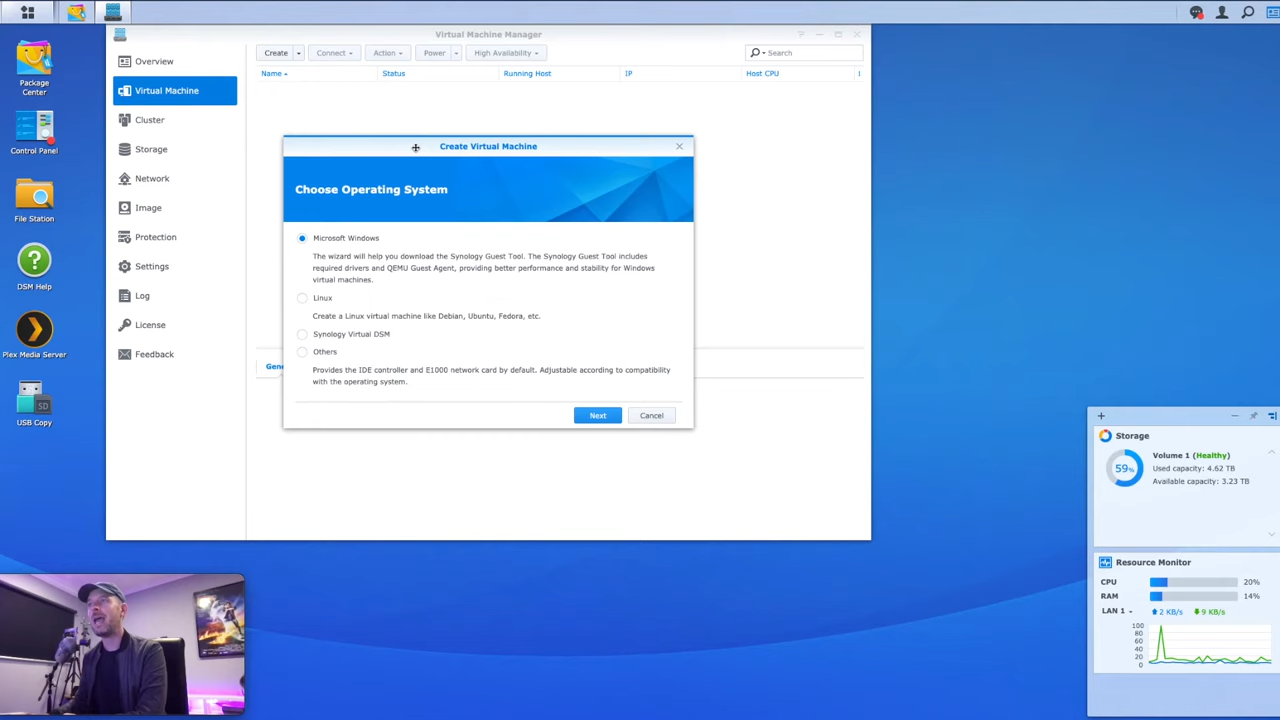 Virtual Machine Manager
Package
Center
Control Panel
File Station
DSM Help
Plex Media Server
SD
USB Copy
Overview
Virtual Machine
Cluster
Storage
Network
Image
Protection
Settings
Log
License
Feedback
Create Connect Action Power High Availability Search
Name Status Running Host IP Host CPU
Create Virtual Machine
Choose Operating System
Microsoft Windows
The wizard will help you download the Synology Guest Tool. The Synology Guest Tool includes
required drivers and QEMU Guest Agent, providing better performance and stability for Windows
virtual machines.
Linux
Create a Linux virtual machine like Debian, Ubuntu, Fedora, etc.
Synology Virtual DSM
Others
Provides the IDE controller and E1000 network card by default. Adjustable according to compatibility
with the operating system.
Next Cancel
Storage
59%
Volume 1 (Healthy)
Used capacity: 4.62 TB
Available capacity: 3.23 TB
Resource Monitor
CPU 20%
RAM 14%
LAN 1 2 KB/s 9 KB/s
100
80
60
40
20
0